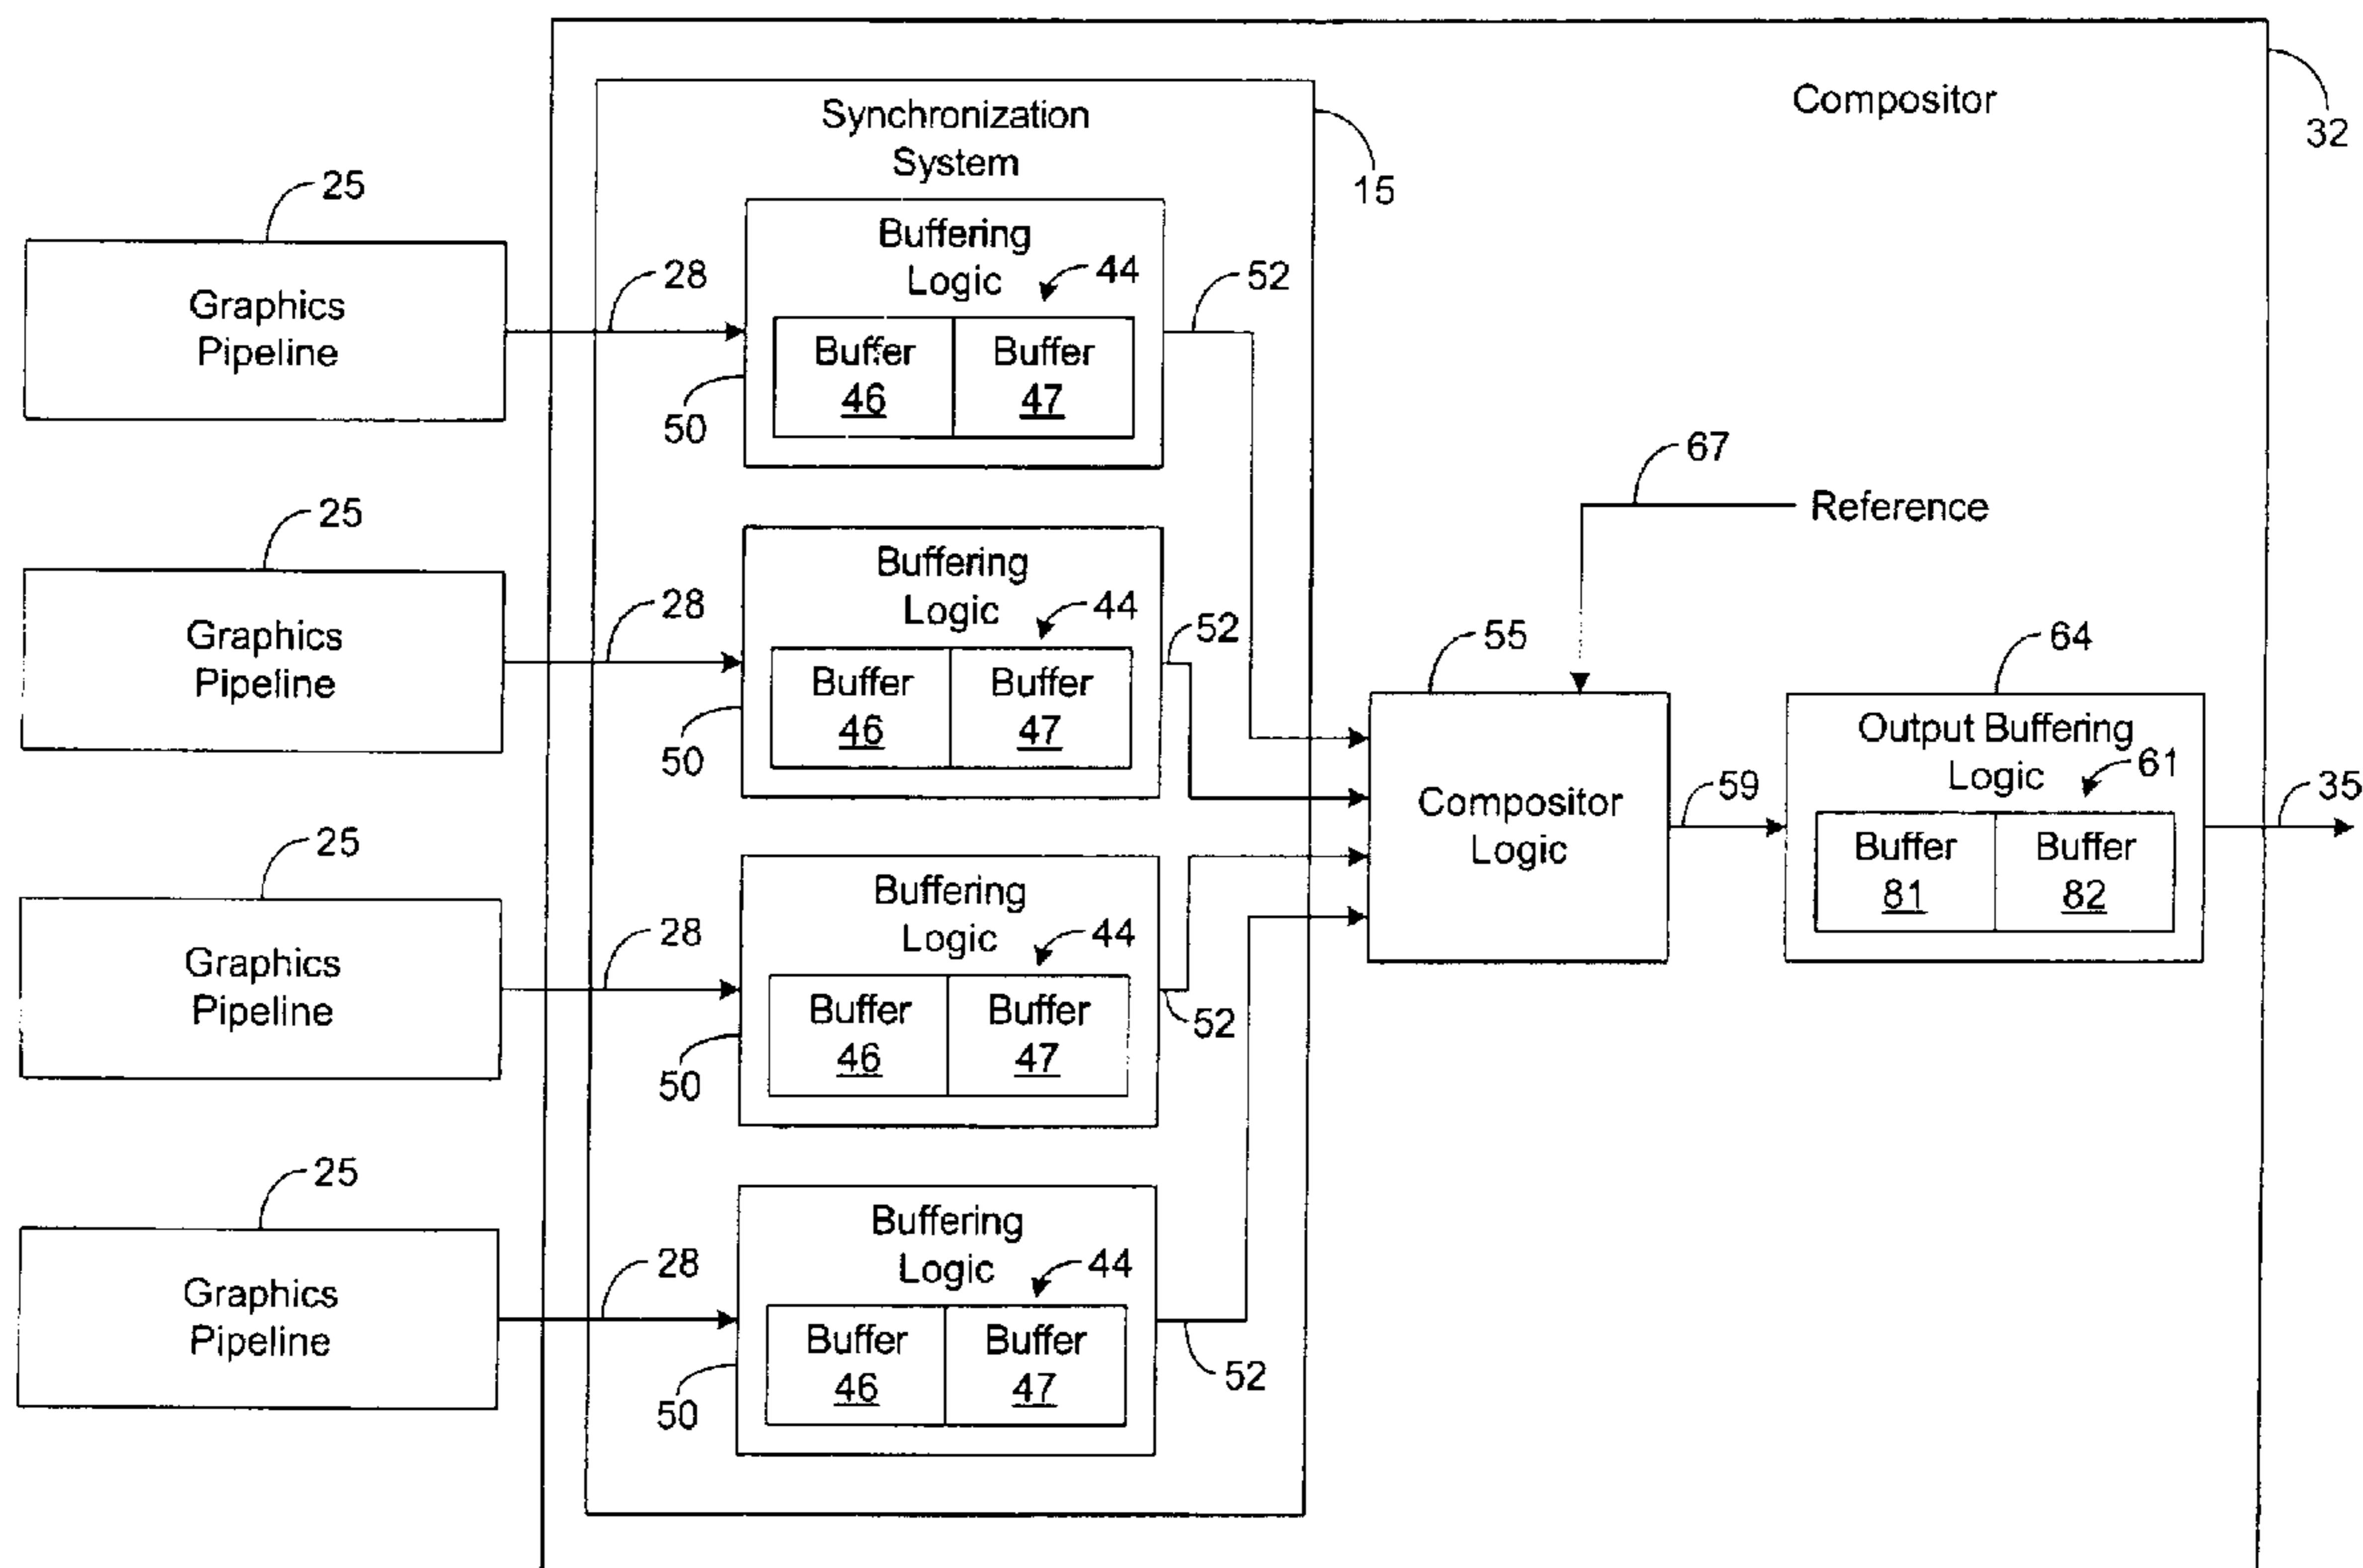 Compositor
32
Synchronization
System
15
25
Graphics
Pipeline
28
Buffering
Logic
44
Buffer
46
Buffer
47
50
52
25
Graphics
Pipeline
28
Buffering
Logic
44
Buffer
46
Buffer
47
50
52
25
Graphics
Pipeline
28
Buffering
Logic
44
Buffer
46
Buffer
47
50
52
25
Graphics
Pipeline
28
Buffering
Logic
44
Buffer
46
Buffer
47
50
52
67
Reference
55
Compositor
Logic
59
64
Output Buffering
Logic
61
Buffer
81
Buffer
82
35